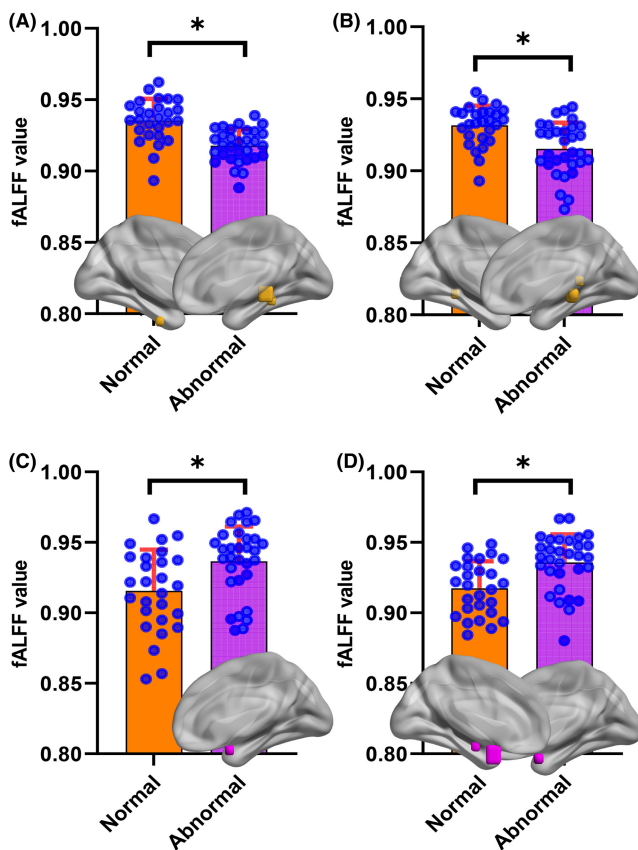 (A)
fALFF value
1.00
0.95
0.90
0.85
0.80
*
Normal
Abnormal
(B)
fALFF value
1.00
0.95
0.90
0.85
0.80
*
Normal
Abnormal
(C)
fALFF value
1.00
0.95
0.90
0.85
0.80
*
Normal
Abnormal
(D)
fALFF value
1.00
0.95
0.90
0.85
0.80
*
Normal
Abnormal